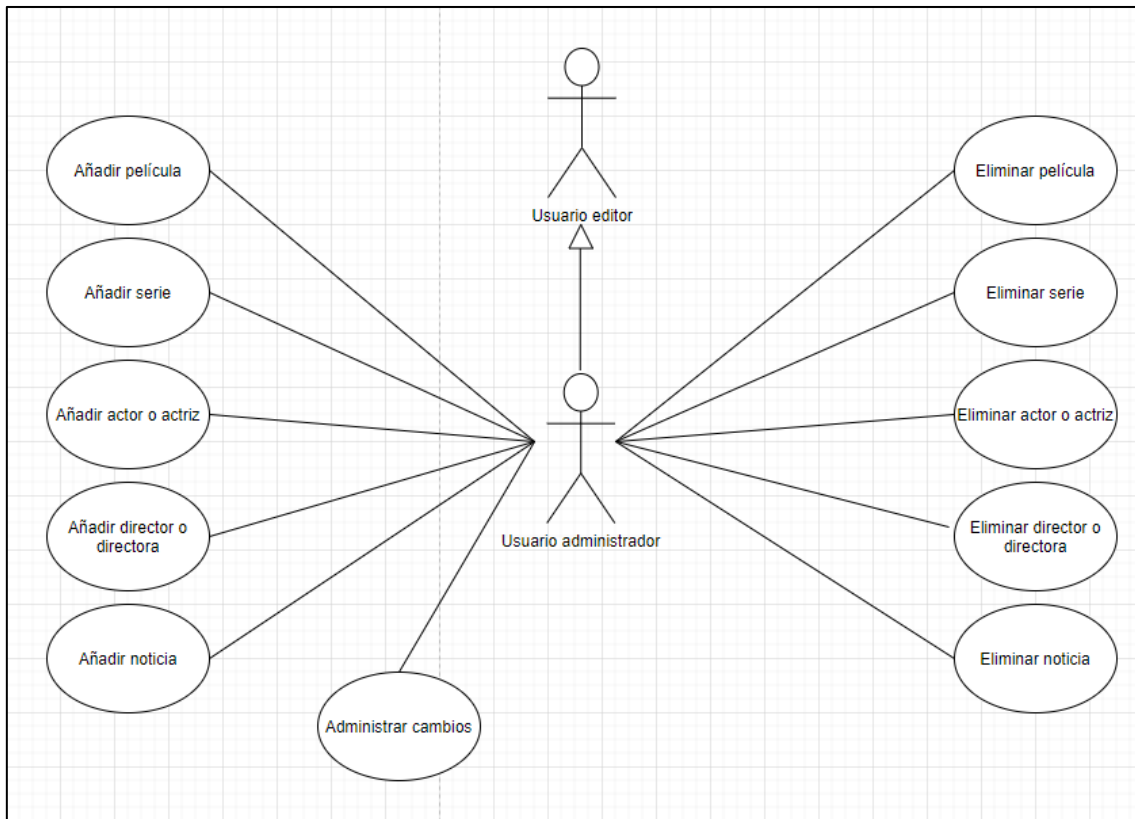 Usuario editor
Añadir película
Añadir serie
Añadir actor o actriz
Añadir director o
directora
Añadir noticia
Administrar cambios
Usuario administrador
Eliminar película
Eliminar serie
Eliminar actor o actriz
Eliminar director o
directora
Eliminar noticia